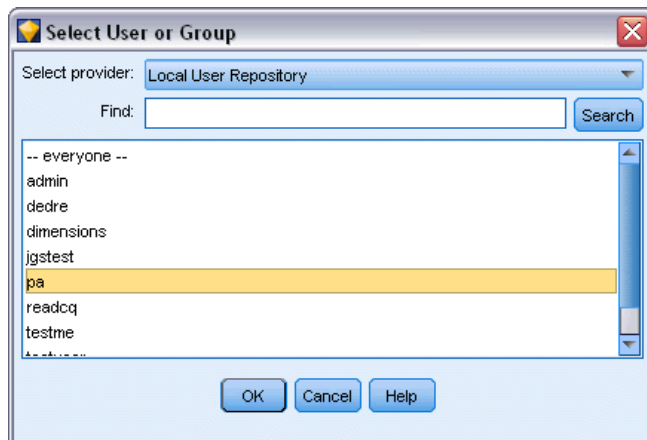 Select User or Group
Select provider: Local User Repository
Find:
Search
-- everyone --
admin
dedre
dimensions
jgstest
pa
readcq
testme
OK Cancel Help